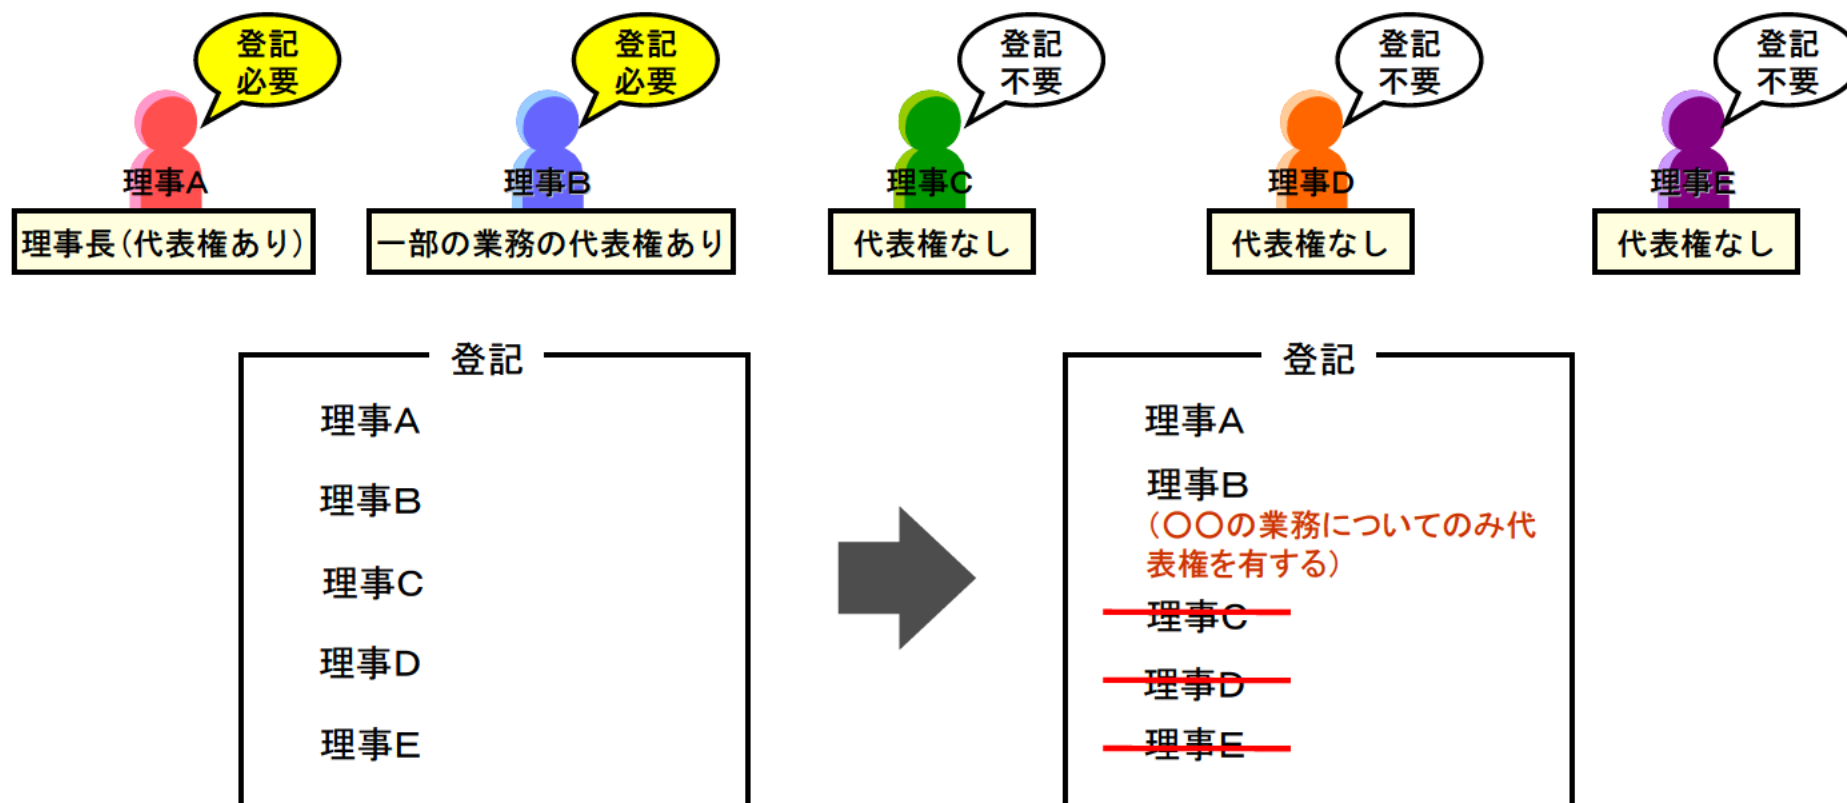 登記
必要
登記
必要
登記
不要
登記
不要
登記
不要
理事A
理事B
理事C
理事D
理事E
理事長(代表権あり)
一部の業務の代表権あり
代表権なし
代表権なし
代表権なし
登記
理事A
理事B
理事C
理事D
理事E
登記
理事A
理事B
(〇〇の業務についてのみ代
表権を有する)
理事C
理事D
理事E